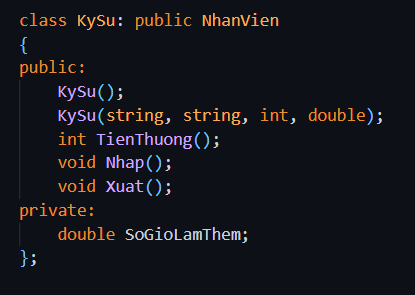 class KySu: public NhanVien
{
public:
    KySu();
    KySu(string, string, int, double);
    int TienThuong();
    void Nhap();
    void Xuat();
private:
    double SoGioLamThem;
};